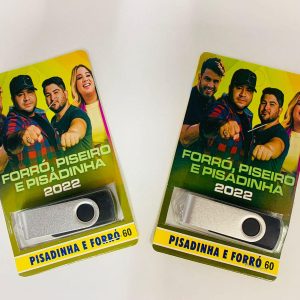 FORRÓ, PISEIRO
E PISADINHA
2022
PISADINHA E FORRÓ 60
FORRÓ, PISEIRO
E PISADINHA
2022
PISADINHA E FORRÓ 60